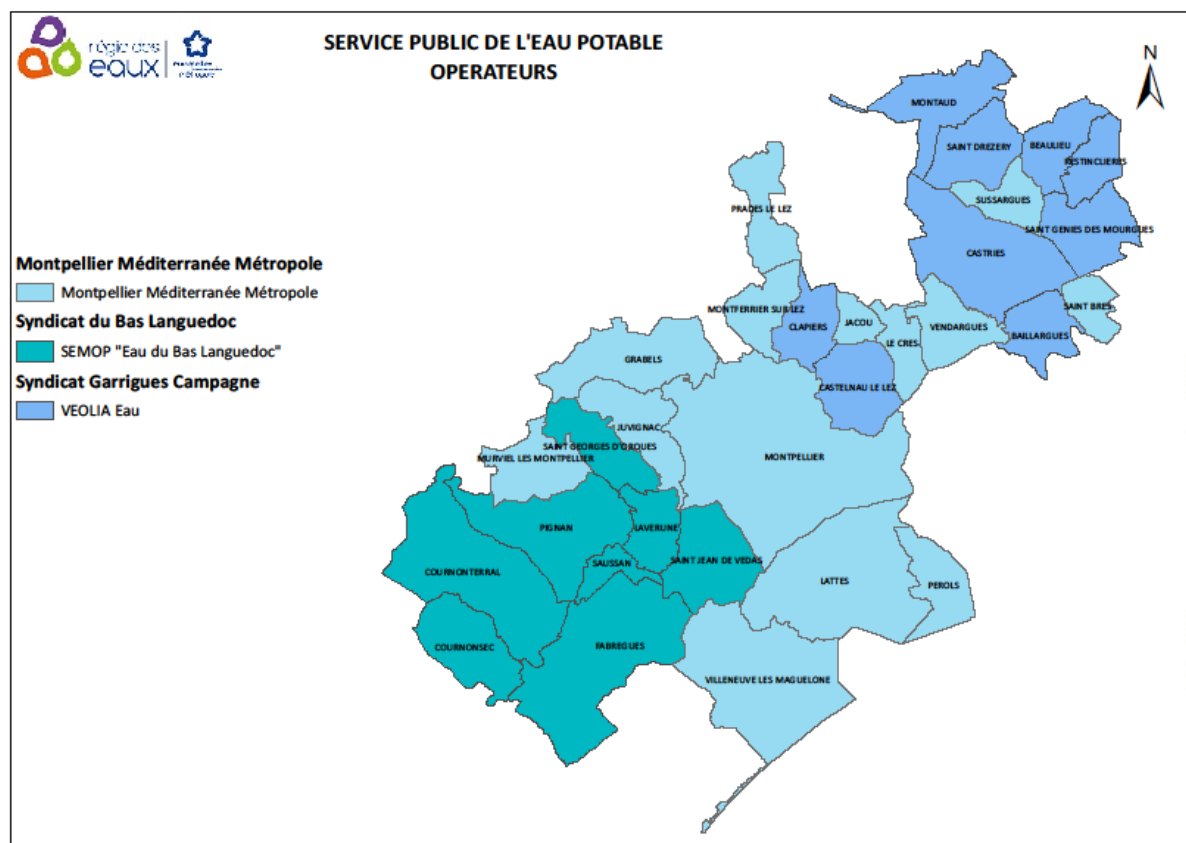 régie des
eaux
SERVICE PUBLIC DE L'EAU POTABLE
OPERATEURS
N
Montpellier Méditerranée Métropole
Montpellier Méditerranée Métropole
Syndicat du Bas Languedoc
SEMOP "Eau du Bas Languedoc"
Syndicat Garrigues Campagne
VEOLIA Eau
MONTAUD
SAINT DREZERY
BEAULIEU
RESTINCLIERES
SUSSARGUES
PRADES LE LEZ
SAINT GENIES DES MOURGUES
CASTRIES
MONTFERRIER SUR LEZ
SAINT BRES
CLAPIERS
JACOU
VENDARGUES
BAILLARGUES
LE CRES
GRABELS
CASTELNAU LE LEZ
JUVIGNAC
SAINT GEORGES D'ORQUES
MURVIEL LES MONTPELLIER
MONTPELLIER
PIGNAN
LAVERUNE
SAINT JEAN DE VEDAS
SAUSSAN
COURNONTERRAL
LATTES
PEROLS
COURNONSEC
FABREGUES
VILLENEUVE LES MAGUELONE